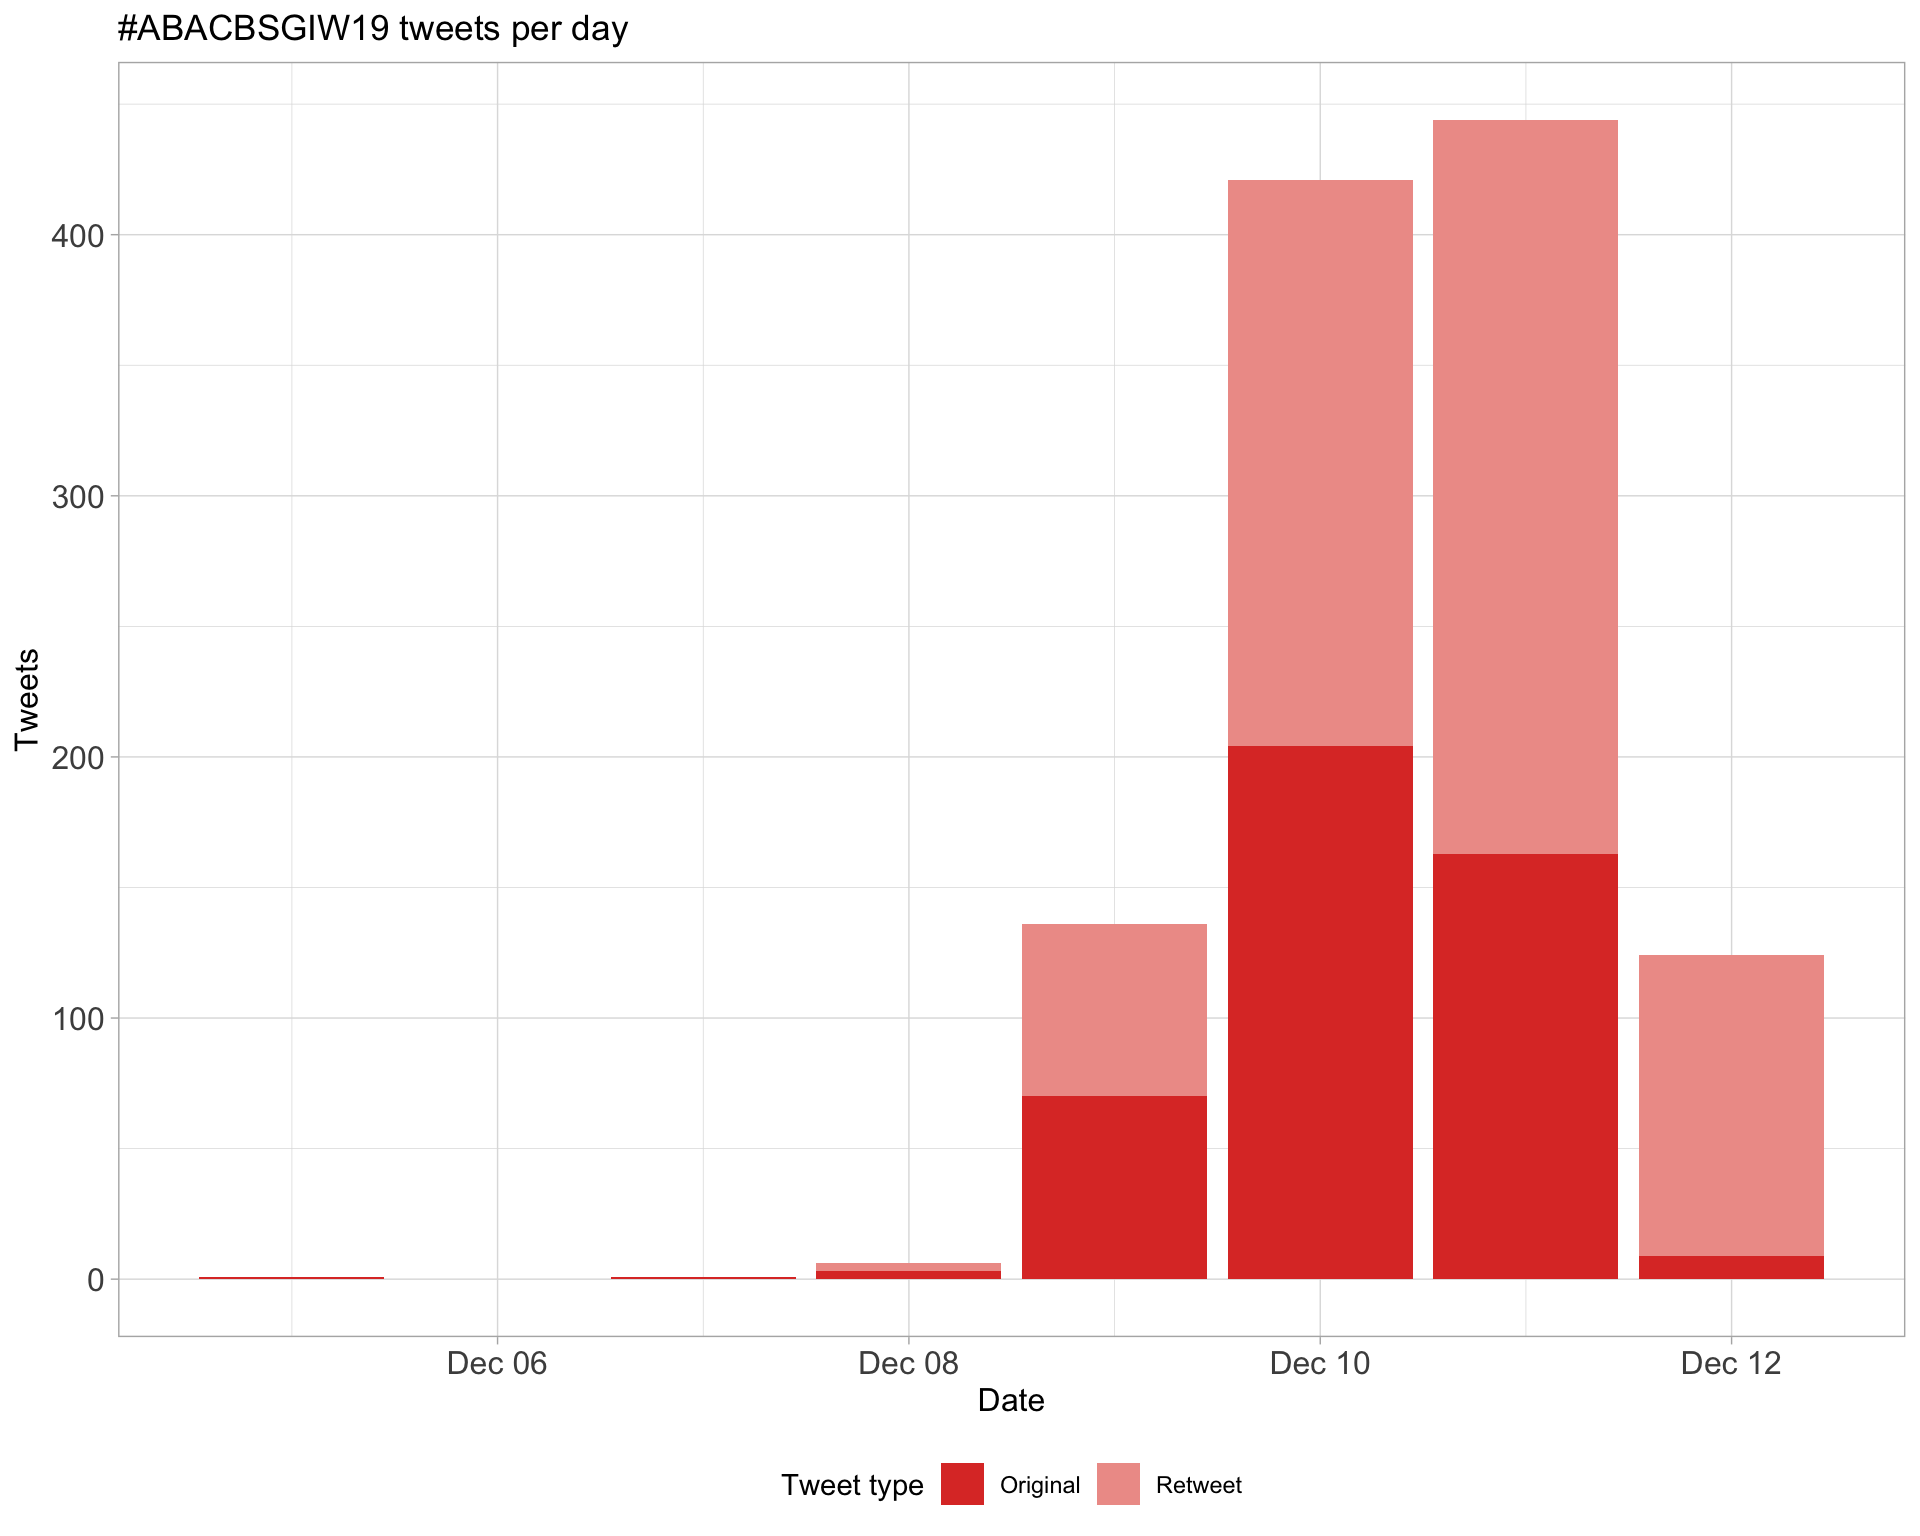 #ABACBSGIW19 tweets per day
Tweets
400
300
200
100
0
Dec 06 Dec 08 Dec 10 Dec 12
Date
Tweet type Original Retweet